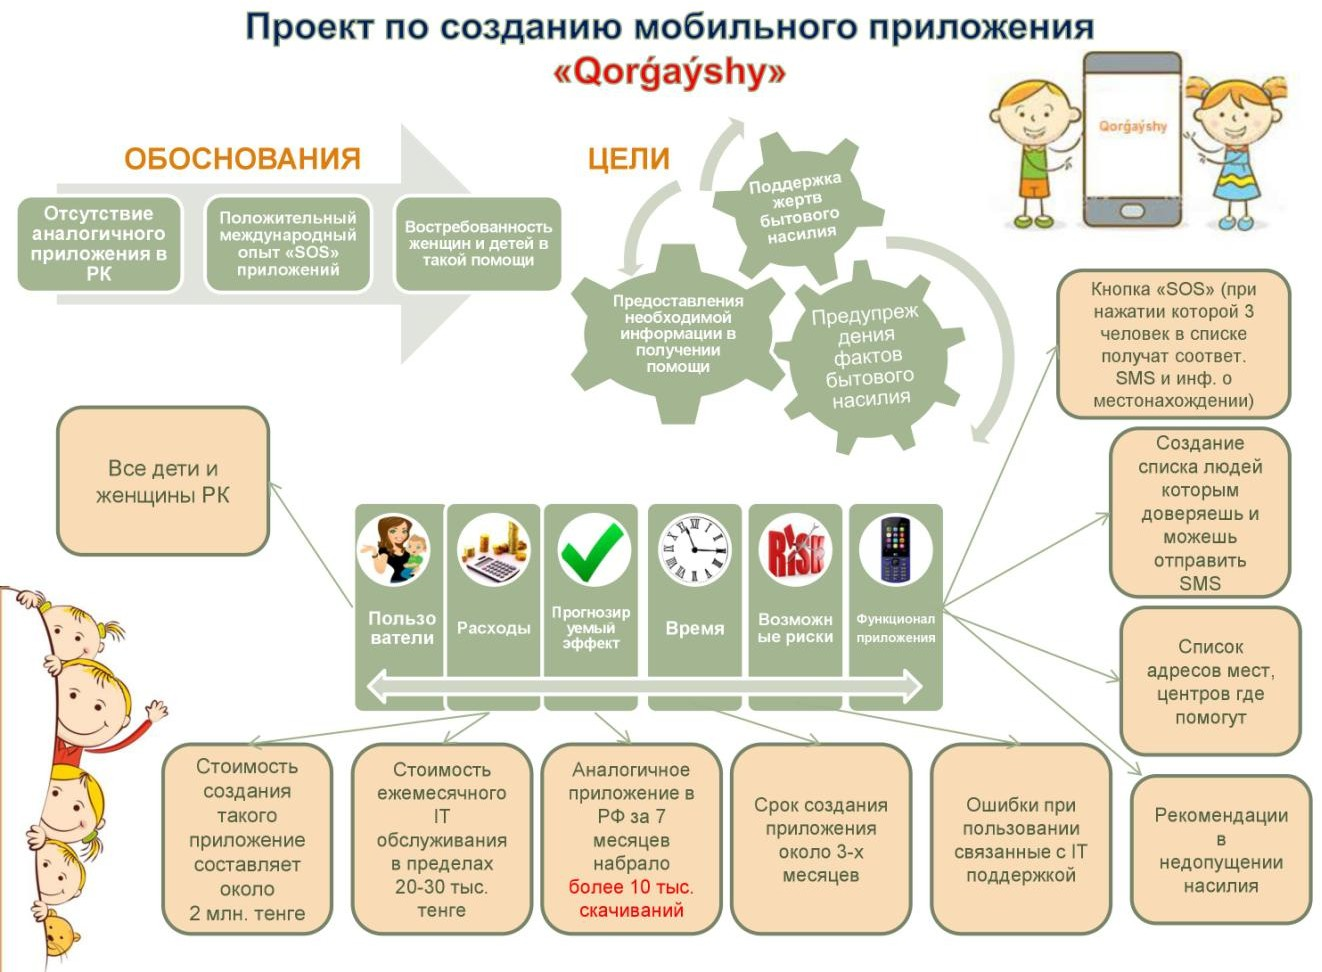 Проект по созданию мобильного приложения
«Qorǵaýshy»
Qorǵaýshy
ОБОСНОВАНИЯ
Отсутствие
аналогичного
приложения в
РК
Положительный
международный
опыт «SOS»
приложений
Востребованность
женщин и детей в
такой помощи
ЦЕЛИ
Поддержка
жертв
бытового
насилия
Предоставления
необходимой
информации в
получении
помощи
Предупреж
дения
фактов
бытового
насилия
Кнопка «SOS» (при
нажатии которой 3
человек в списке
получат соответ.
SMS и инф. о
местонахождении)
Создание
списка людей
которым
доверяешь и
можешь
отправить
SMS
Список
адресов мест,
центров где
помогут
Рекомендации
в
недопущении
насилия
Все дети и
женщины РК
Пользо
ватели
Расходы
Прогнозир
уемый
эффект
Время
RISK
Возможн
ые риски
Функционал
приложения
Стоимость
создания
такого
приложение
составляет
около
2 млн. тенге
Стоимость
ежемесячного
IT
обслуживания
в пределах
20-30 тыс.
тенге
Аналогичное
приложение в
РФ за 7
месяцев
набрало
более 10 тыс.
скачиваний
Срок создания
приложения
около 3-х
месяцев
Ошибки при
пользовании
связанные с IT
поддержкой